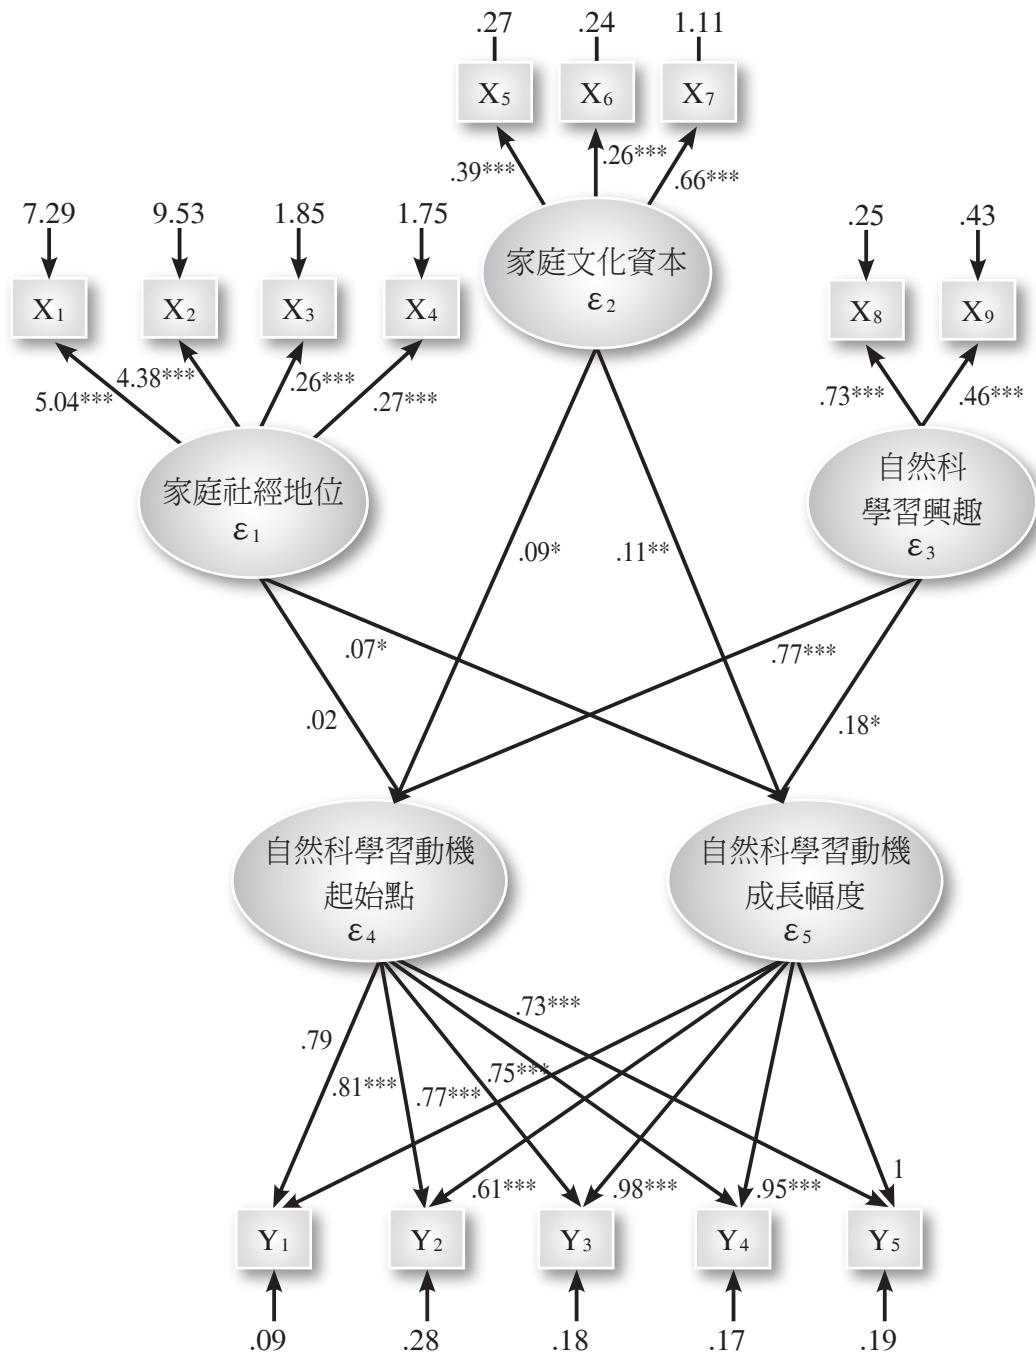 .27 .24 1.11
X5 X6 X7
.39*** .26*** .66***
7.29 9.53 1.85 1.75
家庭文化資本
ε2
.25 .43
X1 X2 X3 X4
X8 X9
5.04*** 4.38*** .26*** .27***
.73*** .46***
家庭社經地位
ε1
自然科
學習興趣
ε3
.09* .11**
.07* .77***
.02 .18*
自然科學習動機
起始點
ε4
自然科學習動機
成長幅度
ε5
.79 .73***
.81*** .77*** .75***
.61*** .98*** .95*** 1
Y1 Y2 Y3 Y4 Y5
.09 .28 .18 .17 .19